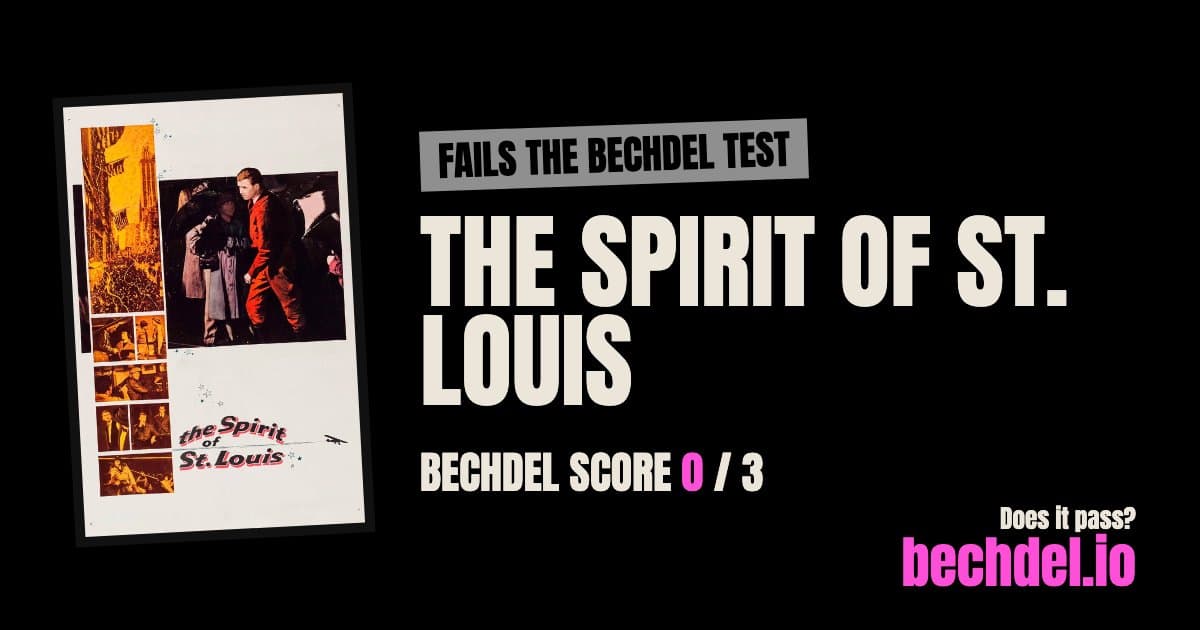 FAILS THE BECHDEL TEST
THE SPIRIT OF ST.
LOUIS
BECHDEL SCORE 0 / 3
the Spirit
of
St. Louis
Does it pass?
bechdel.io